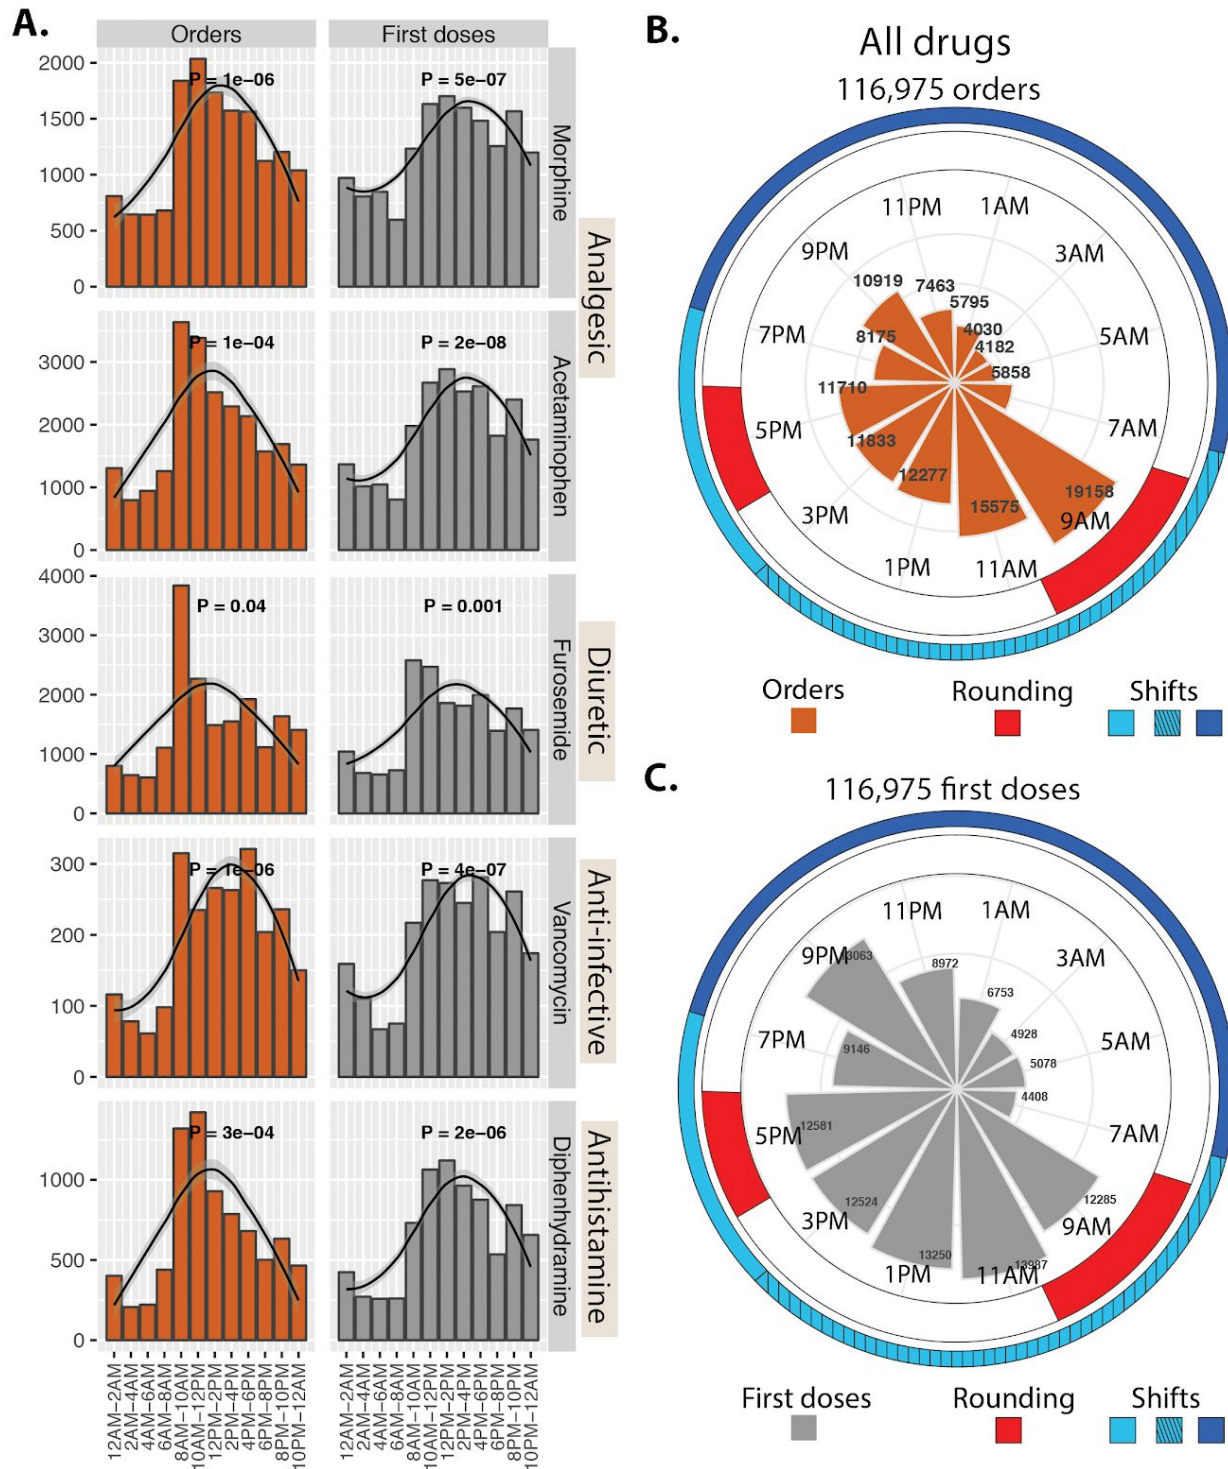 A.
Orders
First doses
2000
1500
1000
500
0
P = 1e−06
P = 5e−07
Morphine
Analgesic
3000
2000
1000
0
P = 1e−04
P = 2e−08
Acetaminophen
4000
3000
2000
1000
0
P = 0.04
P = 0.001
Furosemide
Diuretic
300
200
100
0
P = 1e−06
P = 4e−07
Vancomycin
Anti-infective
1000
500
0
P = 3e−04
P = 2e−06
Diphenhydramine
Antihistamine
12AM−2AM
2AM−4AM
4AM−6AM
6AM−8AM
8AM−10AM
10AM−12PM
12PM−2PM
2PM−4PM
4PM−6PM
6PM−8PM
8PM−10PM
10PM−12AM
12AM−2AM
2AM−4AM
4AM−6AM
6AM−8AM
8AM−10AM
10AM−12PM
12PM−2PM
2PM−4PM
4PM−6PM
6PM−8PM
8PM−10PM
10PM−12AM
B.
All drugs
116,975 orders
11PM
1AM
9PM
3AM
10919
7463
5795
7PM
8175
4030
4182
5AM
5858
11710
5PM
7AM
11833
12277
19158
3PM
15575
9AM
1PM
11AM
Orders
Rounding
Shifts
C.
116,975 first doses
11PM
1AM
9PM
13063
3AM
8972
6753
7PM
9146
4928
5AM
5078
4408
5PM
12581
7AM
12524
12285
3PM
9AM
13250
13987
1PM
11AM
First doses
Rounding
Shifts